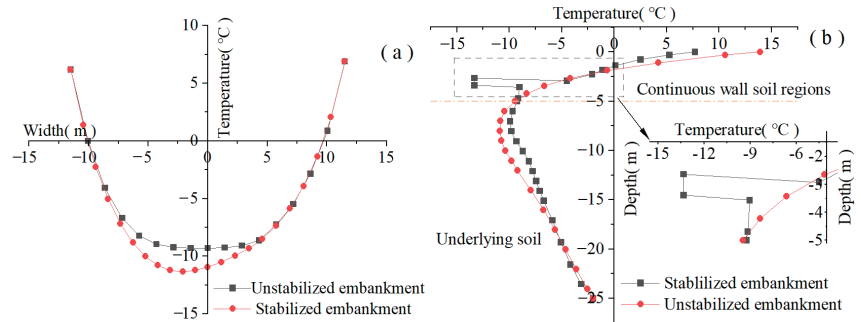 Temperature( °C)
10
5
0
−5
−10
−15
−15
−10
−5
0
5
10
15
Width( m )
( a )
Unstabilized embankment
Stabilized embankment
Temperature( °C)
−15
−10
−5
0
5
10
15
20
( b )
0
−5
−10
−15
−20
−25
Continuous wall soil regions
Depth( m)
Underlying soil
Temperature( °C)
−15
−12
−9
−6
−2
−3
−4
−5
Depth( m)
Stablilized embankment
Unstabilized embankment